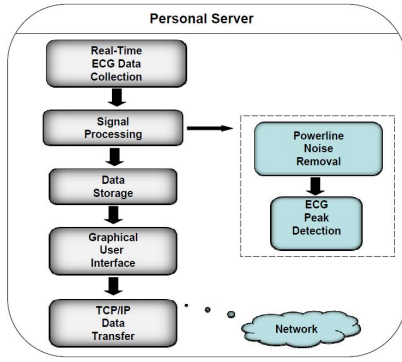 Personal Server
Real-Time
ECG Data
Collection
Signal
Processing
Data
Storage
Graphical
User
Interface
TCP/IP
Data
Transfer
Powerline
Noise
Removal
ECG
Peak
Detection
Network